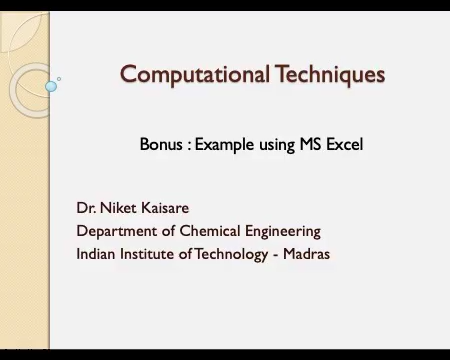 Computational Techniques
Bonus : Example using MS Excel
Dr. Niket Kaisare
Department of Chemical Engineering
Indian Institute of Technology - Madras